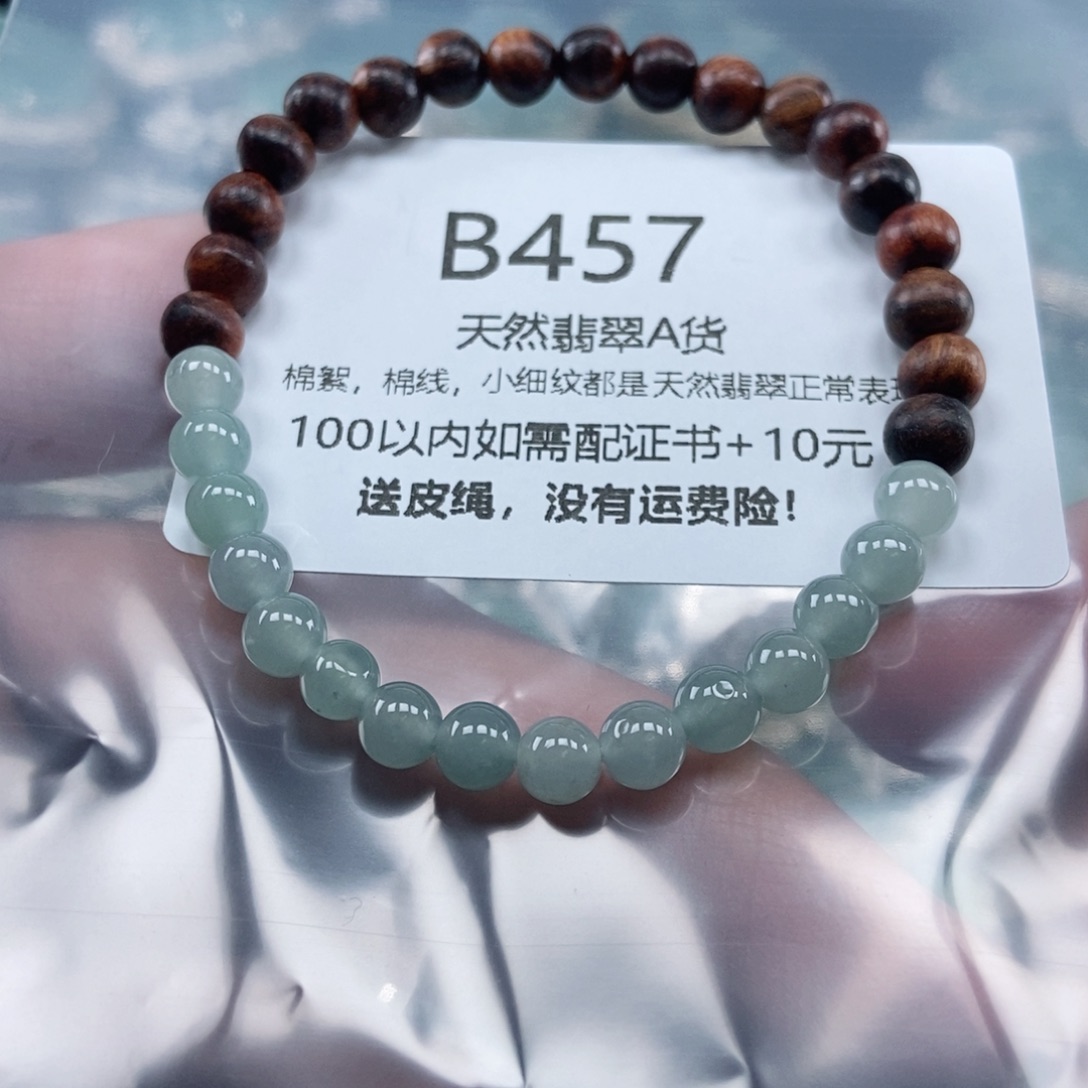 B457
天然翡翠A货
棉絮，棉线，小细纹都是天然翡翠正常表现
100以内如需配证书+10元
送皮绳，没有运费险！